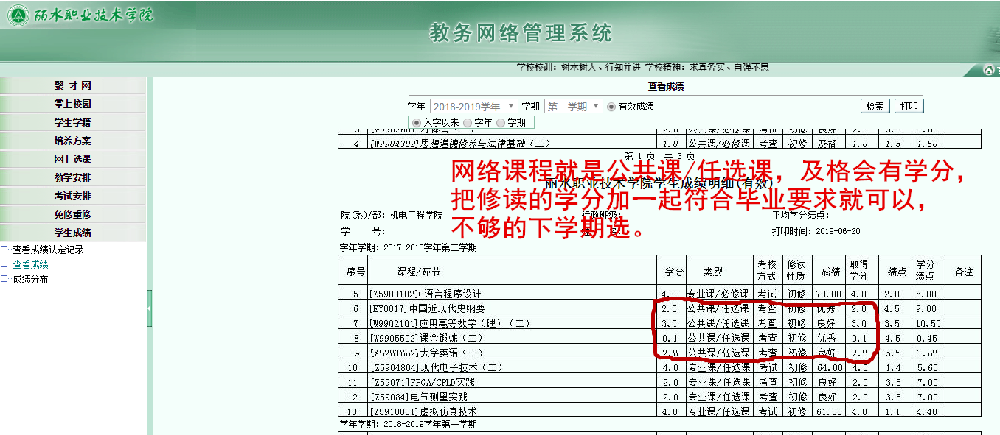 丽水职业技术学院
教务网络管理系统
学校校训：树木树人、行知并进 学校精神：求真务实、自强不息
聚 才 网
掌上校园
学生学籍
培养方案
网上选课
教学安排
考试安排
免修重修
学生成绩
查看成绩认定记录
查看成绩
成绩分布
查看成绩
学年 2018-2019学年 学期 第一学期 有效成绩 检索 打印
入学以来 学年 学期
4 [W9904302]思想道德修养与法律基础（二） 1.0 公共课/必修课 考查 初修 及格 1.0 1.5 1.50
第 1 页 共 3 页
网络课程就是公共课/任选课，及格会有学分，
丽水职业技术学院学生成绩明细(有效)
把修读的学分加一起符合毕业要求就可以，
院(系)/部：机电工程学院 行政班级： 平均学分绩点：
不够的下学期选。
学 号： 打印时间：2019-06-20
学年学期：2017-2018学年第二学期
序号 课程/环节 学分 类别 考核方式 修读性质 成绩 取得学分 绩点 学分绩点 备注
5 [Z5900102]C语言程序设计 4.0 专业课/必修课 考试 初修 70.00 4.0 2.0 8.00
6 [EY0017]中国近现代史纲要 2.0 公共课/任选课 考查 初修 优秀 2.0 4.5 9.00
7 [W9902101]应用高等数学（理）（二） 3.0 公共课/任选课 考查 初修 良好 3.0 3.5 10.50
8 [W9905502]课余锻炼（二） 0.1 公共课/任选课 考查 初修 优秀 0.1 4.5 0.45
9 [X0207802]大学英语（二） 2.0 公共课/任选课 考查 初修 良好 2.0 3.5 7.00
10 [Z5904804]现代电子技术（二） 4.0 专业课/任选课 考试 初修 64.00 4.0 1.4 5.60
11 [Z59071]FPGA/CPLD实践 2.0 专业课/任选课 考查 初修 良好 2.0 3.5 7.00
12 [Z59084]电气测量实践 2.0 专业课/任选课 考查 初修 良好 2.0 3.5 7.00
13 [Z5910001]虚拟仿真技术 4.0 专业课/任选课 考试 初修 61.00 4.0 1.1 4.40
学年学期：2018-2019学年第一学期